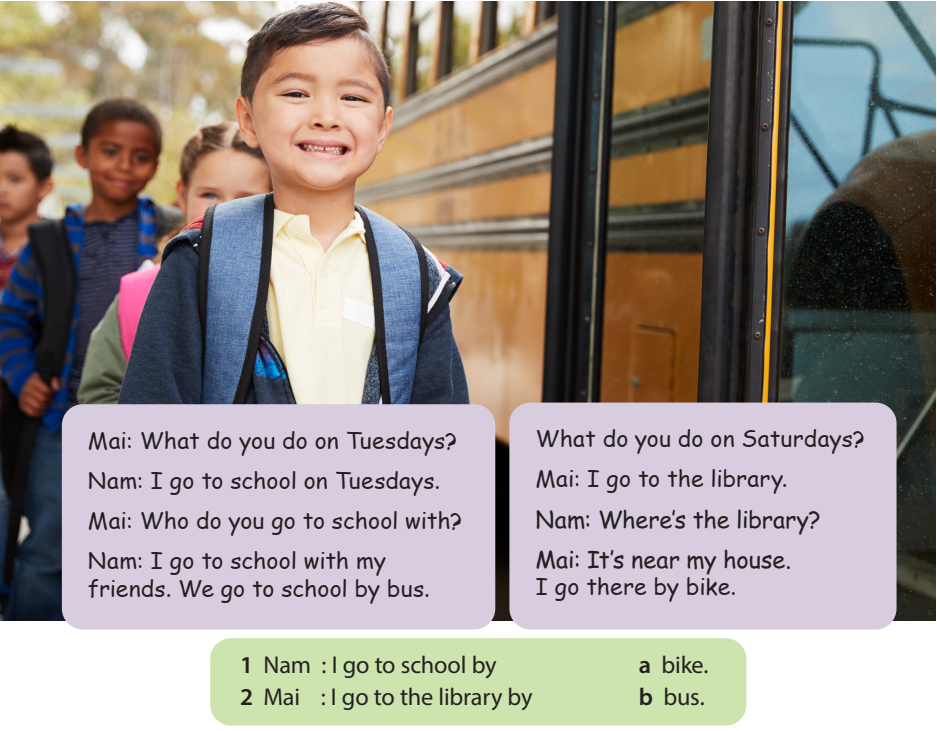 Mai: What do you do on Tuesdays?
Nam: I go to school on Tuesdays.
Mai: Who do you go to school with?
Nam: I go to school with my
friends. We go to school by bus.
What do you do on Saturdays?
Mai: I go to the library.
Nam: Where's the library?
Mai: It's near my house.
I go there by bike.
1 Nam : I go to school by a bike.
2 Mai : I go to the library by b bus.